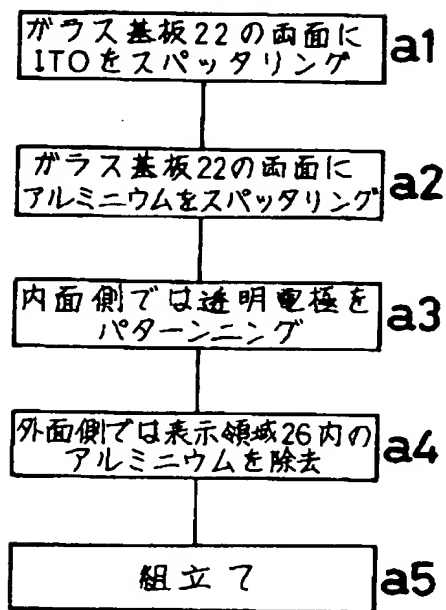 ガラス基板22の両面に
ITOをスパッタリング
a1
ガラス基板22の両面に
アルミニウムをスパッタリング
a2
内面側では透明電極を
パターンニング
a3
外面側では表示領域26内の
アルミニウムを除去
a4
組立て
a5